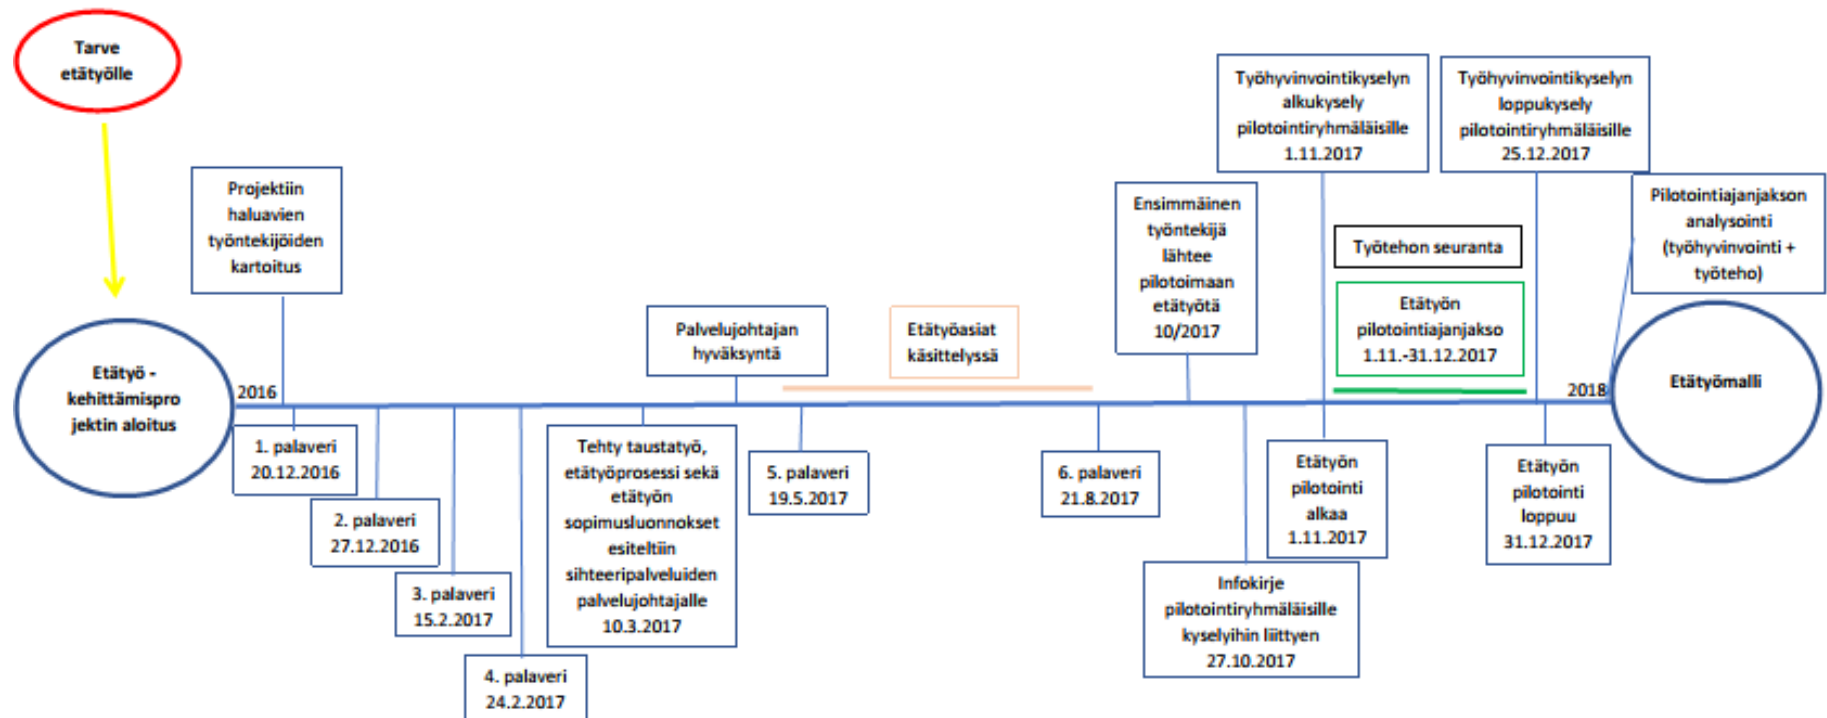 Tarve
etätyölle
Etätyö -
kehittämispro
jektin aloitus
2016
Projektiin
haluavien
työntekijöiden
kartoitus
1. palaveri
20.12.2016
2. palaveri
27.12.2016
3. palaveri
15.2.2017
4. palaveri
24.2.2017
Tehty taustatyö,
etätyöprosessi sekä
etätyön
sopimusluonnokset
esiteltiin
sihteeripalveluiden
palvelujohtajalle
10.3.2017
Palvelujohtajan
hyväksyntä
5. palaveri
19.5.2017
Etätyöasiat
käsittelyssä
6. palaveri
21.8.2017
Ensimmäinen
työntekijä
lähtee
pilotoimaan
etätyötä
10/2017
Infokirje
pilotointiryhmäläisille
kyselyihin liittyen
27.10.2017
Työhyvinvointikyselyn
alkukysely
pilotointiryhmäläisille
1.11.2017
Etätyön
pilotointi
alkaa
1.11.2017
Työtehon seuranta
Etätyön
pilotointiajanjakso
1.11.-31.12.2017
Työhyvinvointikyselyn
loppukysely
pilotointiryhmäläisille
25.12.2017
Etätyön
pilotointi
loppuu
31.12.2017
2018
Pilotointiajanjakson
analysointi
(työhyvinvointi +
työteho)
Etätyömalli